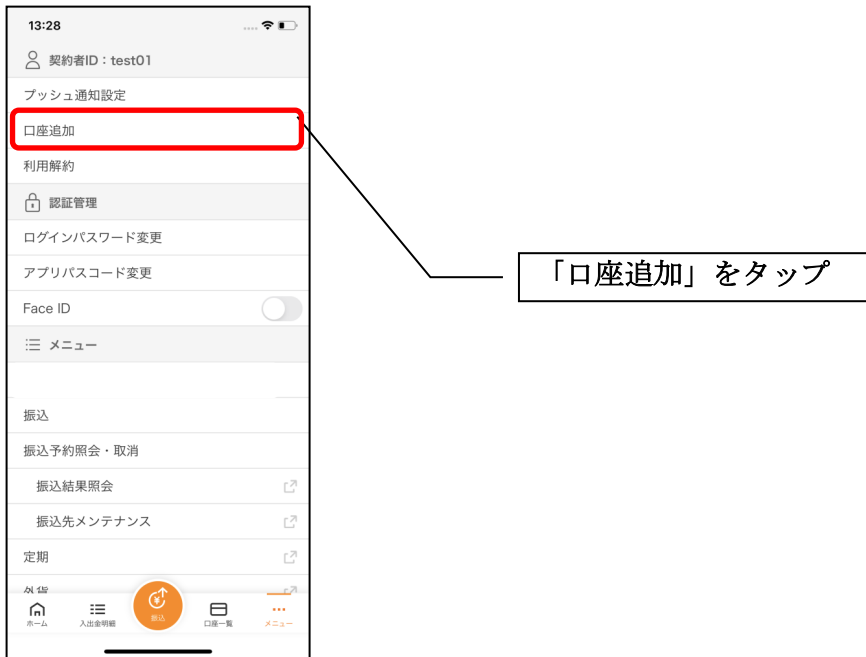 13:28
契約者ID：test01
プッシュ通知設定
口座追加
利用解約
認証管理
ログインパスワード変更
アプリパスコード変更
Face ID
メニュー
振込
振込予約照会・取消
振込結果照会
振込先メンテナンス
定期
外貨
ホーム
入出金明細
振込
口座一覧
メニュー
「口座追加」をタップ